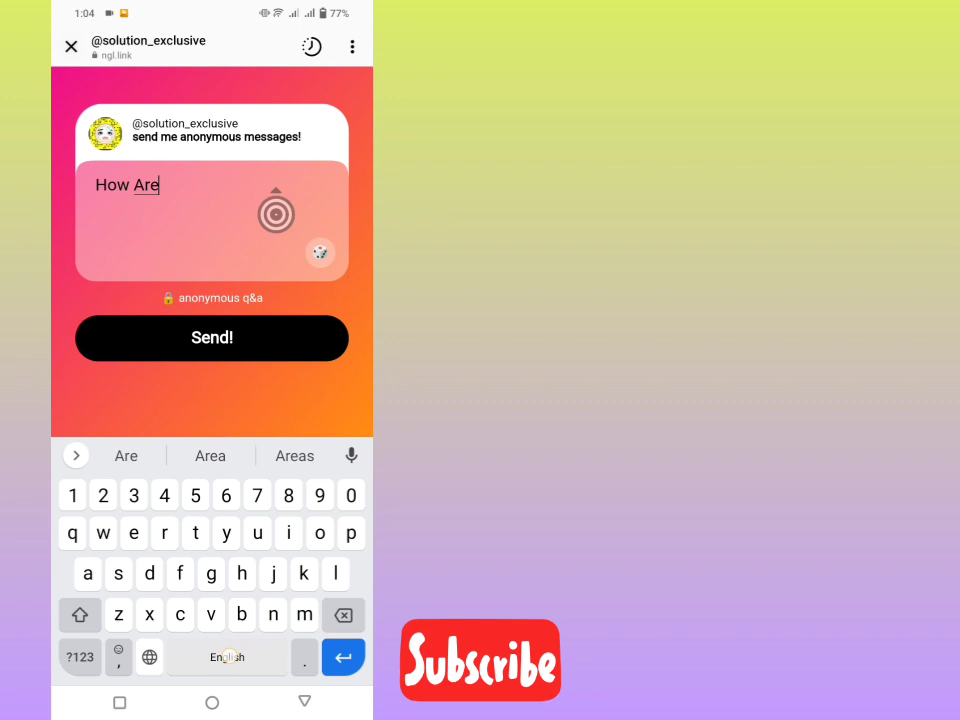 1:04
77%
@solution_exclusive
ngl.link
@solution_exclusive
send me anonymous messages!
How Are
anonymous q&a
Send!
Are Area Areas
1 2 3 4 5 6 7 8 9 0
q w e r t y u i o p
a s d f g h j k l
z x c v b n m
?123 , English .
Subscribe